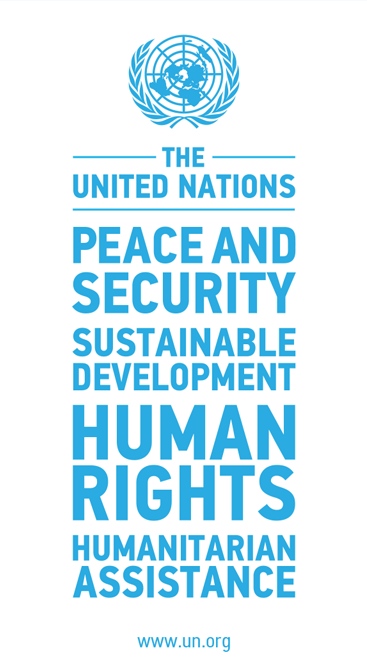 THE
UNITED NATIONS
PEACE AND
SECURITY
SUSTAINABLE
DEVELOPMENT
HUMAN
RIGHTS
HUMANITARIAN
ASSISTANCE
www.un.org